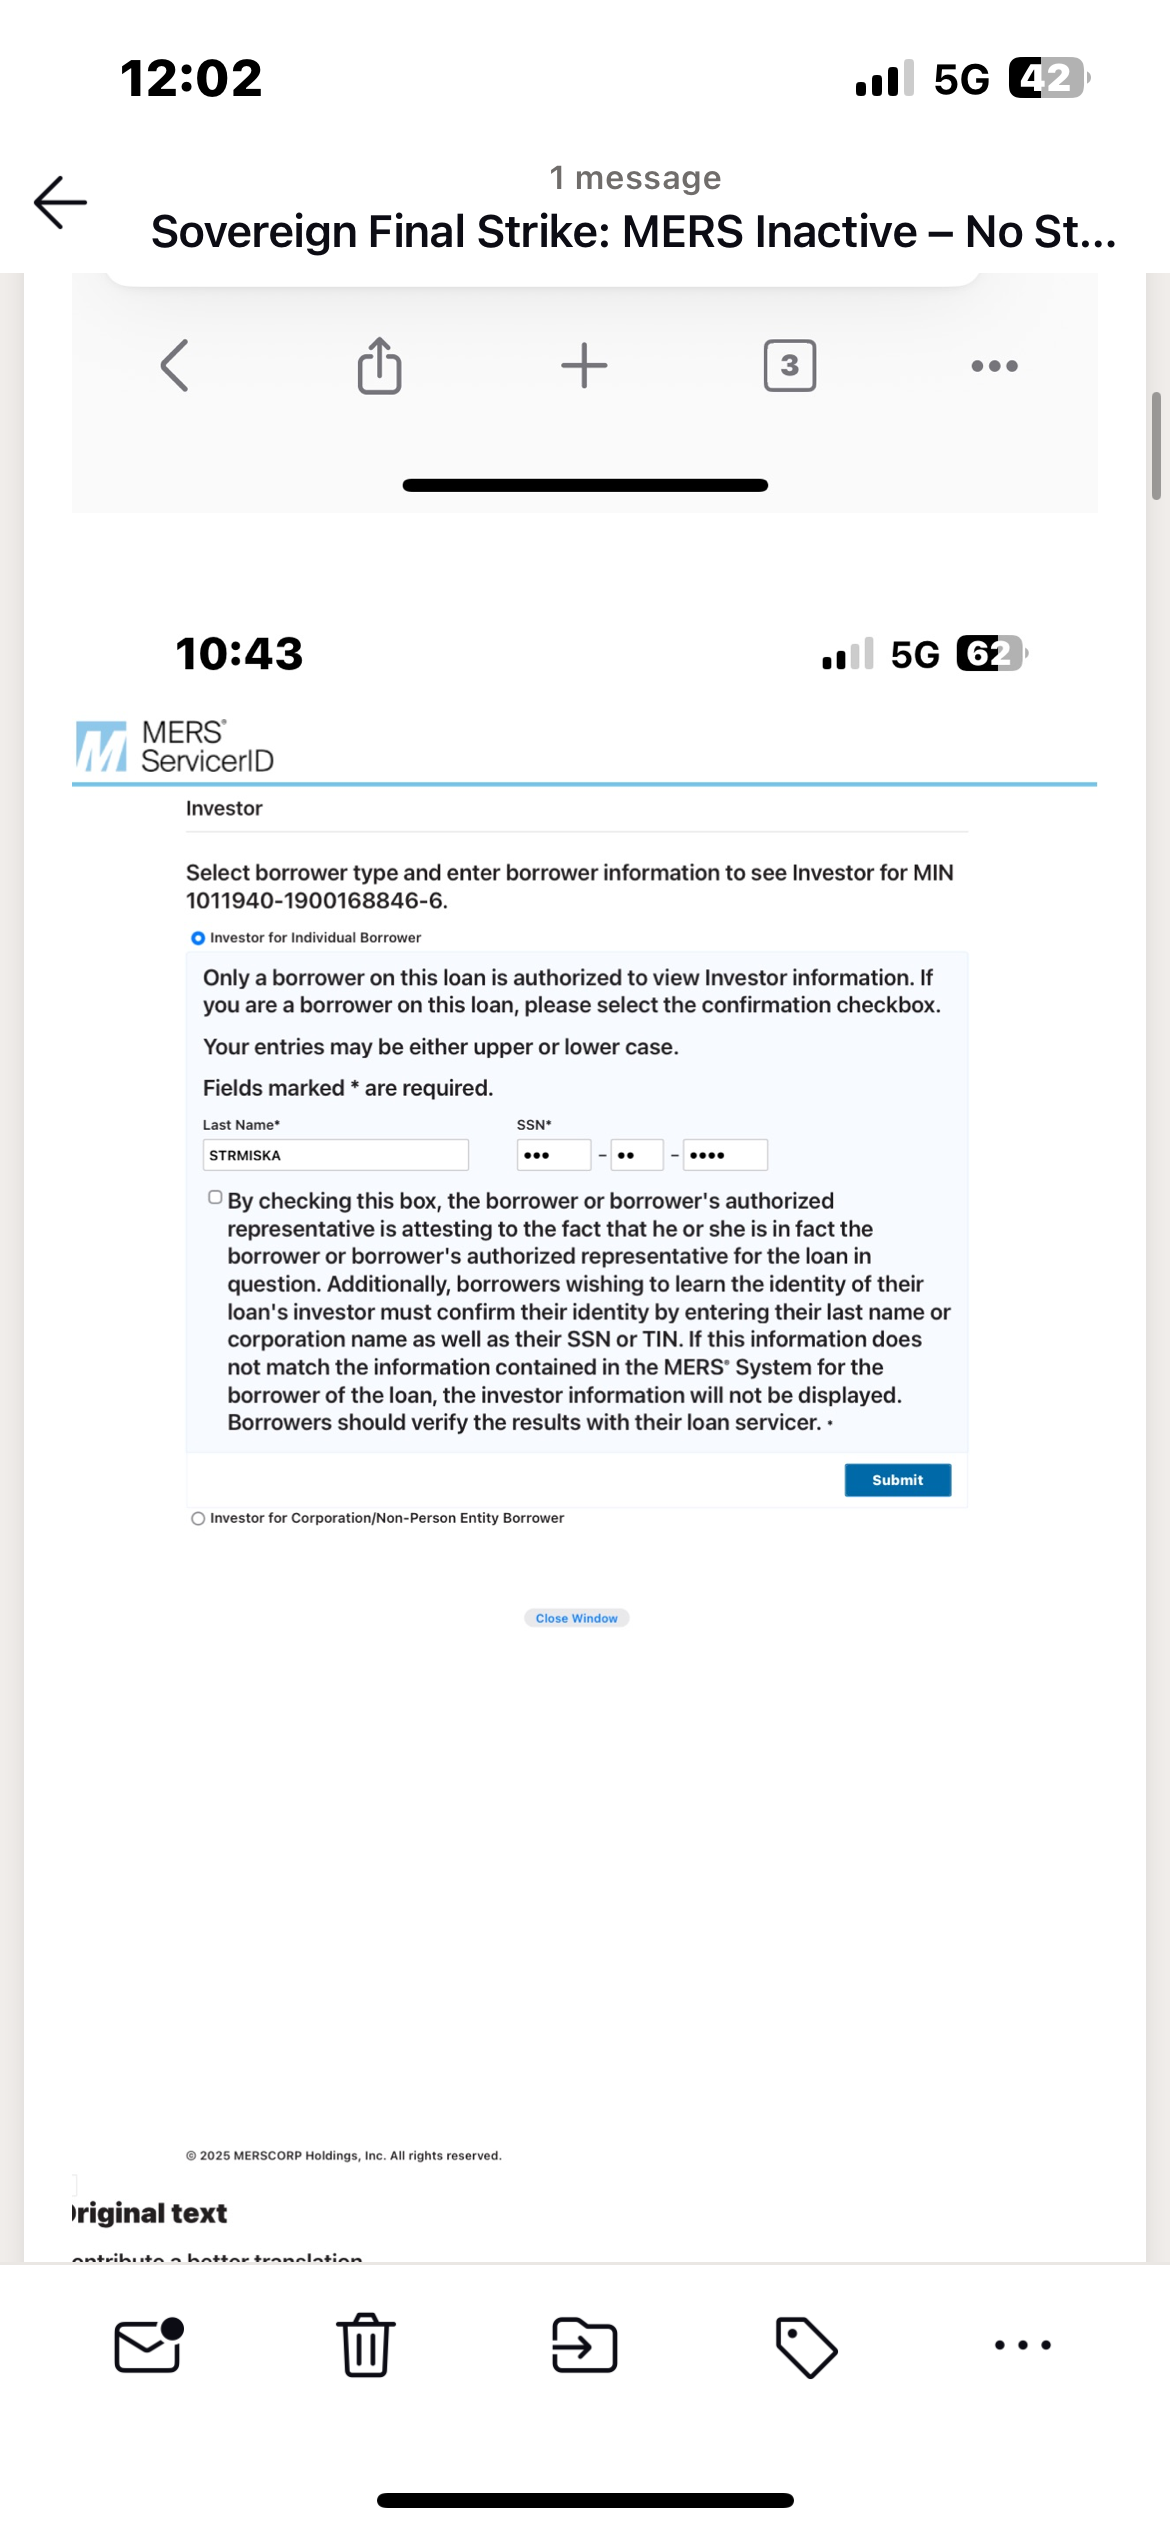 12:02
5G 42
1 message
Sovereign Final Strike: MERS Inactive – No St...
3
10:43
5G 62
MERS®
ServicerID
Investor
Select borrower type and enter borrower information to see Investor for MIN
1011940-1900168846-6.
Investor for Individual Borrower
Only a borrower on this loan is authorized to view Investor information. If
you are a borrower on this loan, please select the confirmation checkbox.
Your entries may be either upper or lower case.
Fields marked * are required.
Last Name* SSN*
STRMISKA ••• – •• – ••••
By checking this box, the borrower or borrower's authorized
representative is attesting to the fact that he or she is in fact the
borrower or borrower's authorized representative for the loan in
question. Additionally, borrowers wishing to learn the identity of their
loan's investor must confirm their identity by entering their last name or
corporation name as well as their SSN or TIN. If this information does
not match the information contained in the MERS® System for the
borrower of the loan, the investor information will not be displayed.
Borrowers should verify the results with their loan servicer. *
Submit
Investor for Corporation/Non-Person Entity Borrower
Close Window
© 2025 MERSCORP Holdings, Inc. All rights reserved.
riginal text
ontribute a better translation